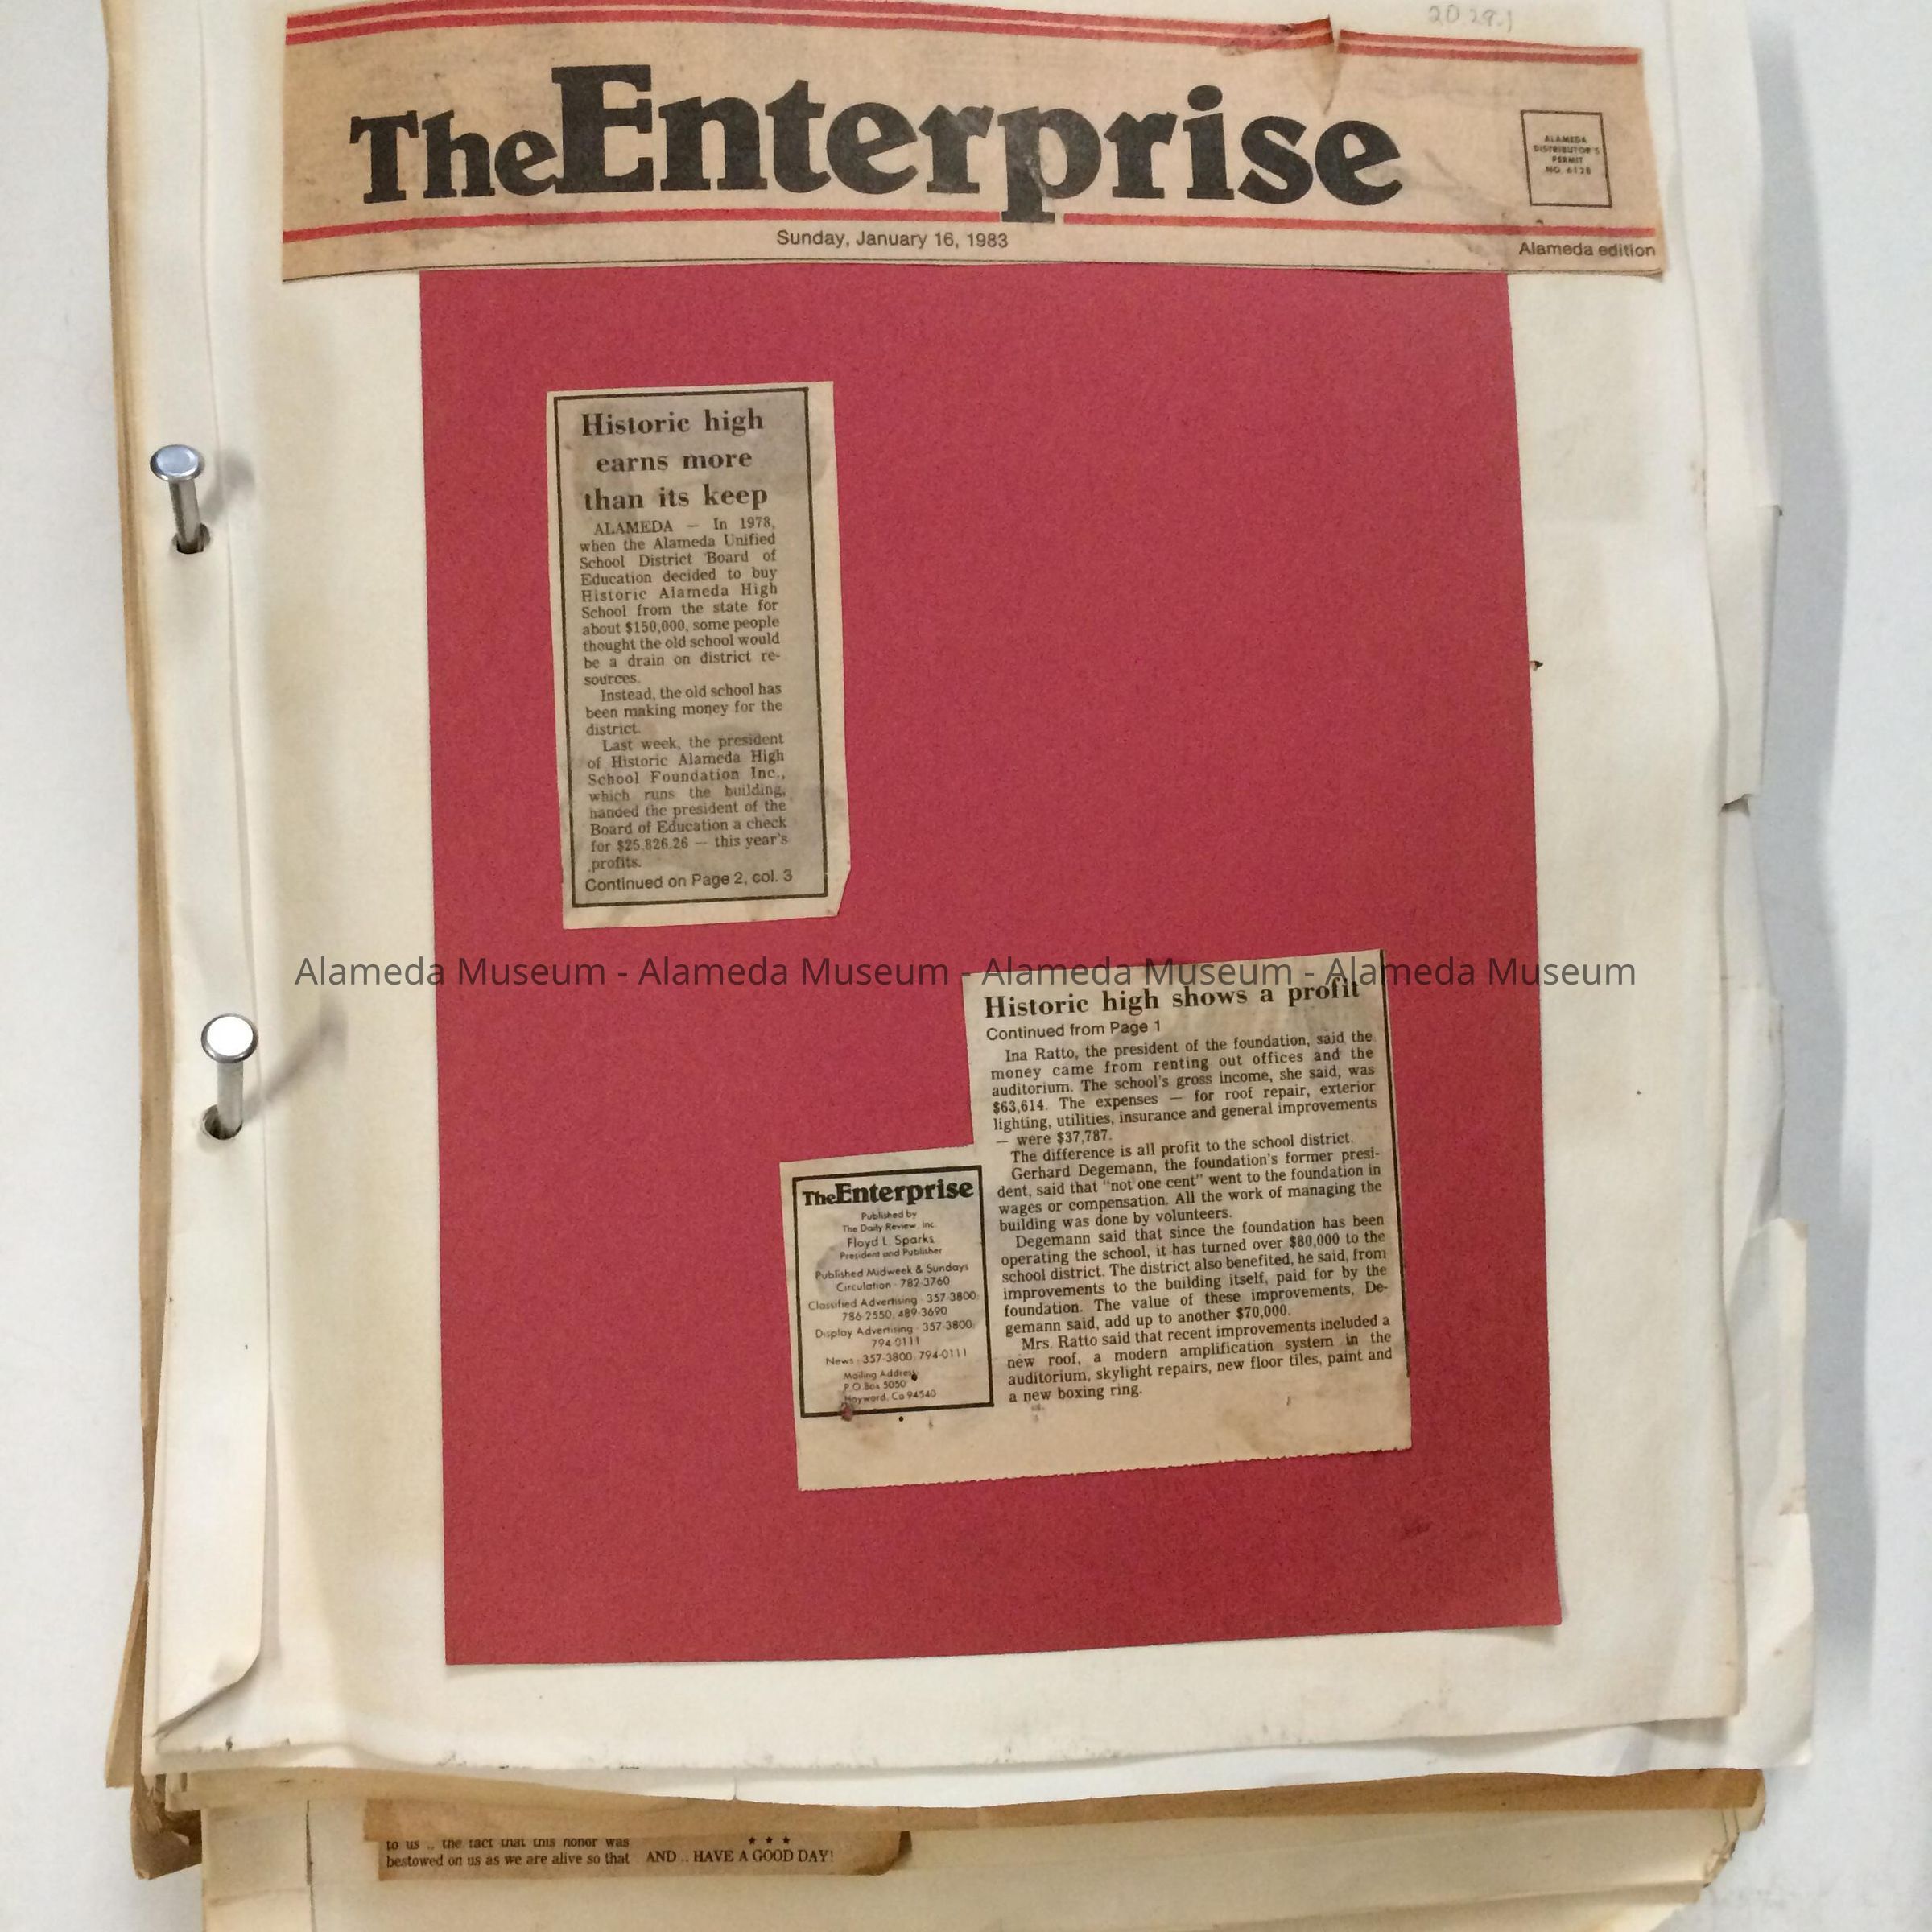 20.29.1
The Enterprise
ALAMEDA
DISTRIBUTOR'S
PERMIT
NO. 6128
Sunday, January 16, 1983
Alameda edition
Historic high
earns more
than its keep
ALAMEDA — In 1978,
when the Alameda Unified
School District Board of
Education decided to buy
Historic Alameda High
School from the state for
about $150,000, some people
thought the old school would
be a drain on district re-
sources.
Instead, the old school has
been making money for the
district.
Last week, the president
of Historic Alameda High
School Foundation Inc.,
which runs the building,
handed the president of the
Board of Education a check
for $25,826.26 — this year's
profits.
Continued on Page 2, col. 3
Alameda Museum - Alameda Museum - Alameda Museum - Alameda Museum
Historic high shows a profit
Continued from Page 1
Ina Ratto, the president of the foundation, said the
money came from renting out offices and the
auditorium. The school's gross income, she said, was
$63,614. The expenses — for roof repair, exterior
lighting, utilities, insurance and general improvements
— were $37,787.
The difference is all profit to the school district.
Gerhard Degemann, the foundation's former presi-
dent, said that "not one cent" went to the foundation in
wages or compensation. All the work of managing the
building was done by volunteers.
Degemann said that since the foundation has been
operating the school, it has turned over $80,000 to the
school district. The district also benefited, he said, from
improvements to the building itself, paid for by the
foundation. The value of these improvements, De-
gemann said, add up to another $70,000.
Mrs. Ratto said that recent improvements included a
new roof, a modern amplification system in the
auditorium, skylight repairs, new floor tiles, paint and
a new boxing ring.
The Enterprise
Published by
The Daily Review, Inc.
Floyd L. Sparks
President and Publisher
Published Midweek & Sundays
Circulation - 782-3760
Classified Advertising - 357-3800;
786-2550; 489-3690
Display Advertising - 357-3800;
794-0111
News - 357-3800; 794-0111
Mailing Address
P.O. Box 5050
Hayward, Ca 94540
to us .. the fact that this honor was
bestowed on us as we are alive so that
* * *
AND .. HAVE A GOOD DAY!